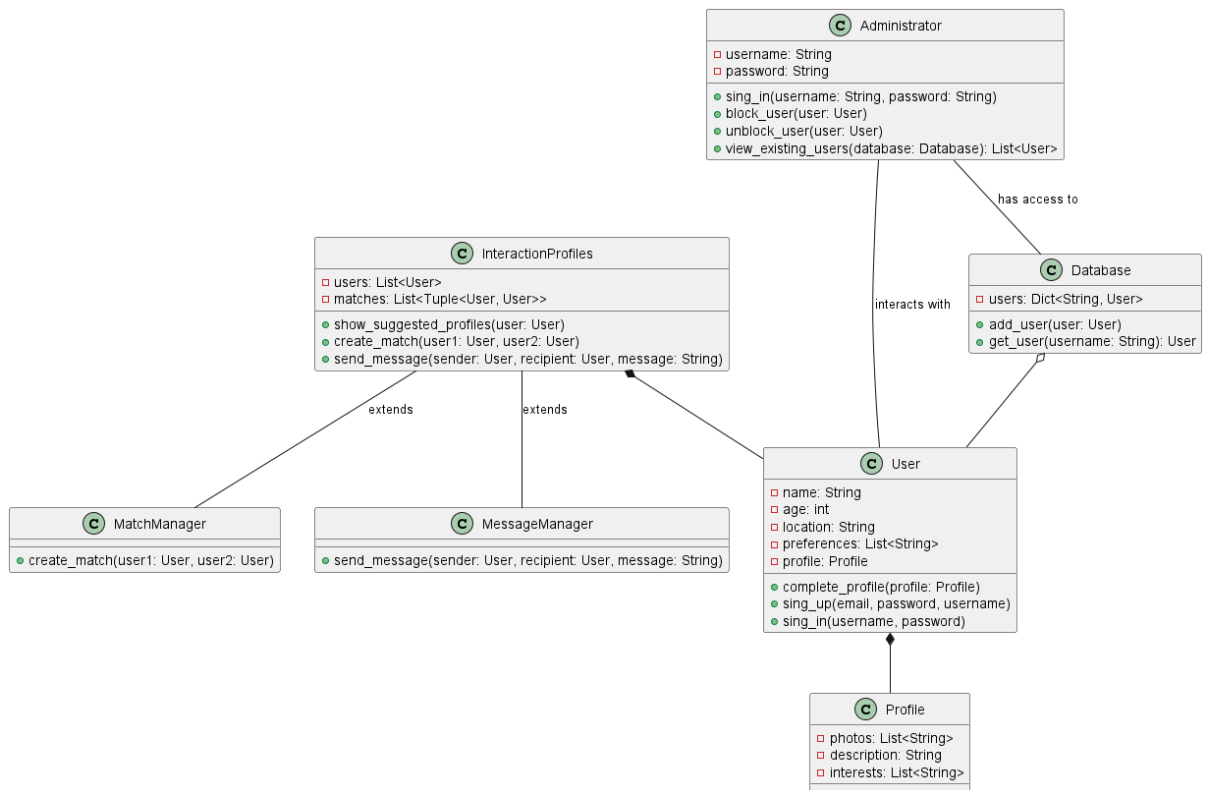 C Administrator
username: String
password: String
sing_in(username: String, password: String)
block_user(user: User)
unblock_user(user: User)
view_existing_users(database: Database): List<User>
has access to
interacts with
C InteractionProfiles
users: List<User>
matches: List<Tuple<User, User>>
show_suggested_profiles(user: User)
create_match(user1: User, user2: User)
send_message(sender: User, recipient: User, message: String)
C Database
users: Dict<String, User>
add_user(user: User)
get_user(username: String): User
extends
extends
C MatchManager
create_match(user1: User, user2: User)
C MessageManager
send_message(sender: User, recipient: User, message: String)
C User
name: String
age: int
location: String
preferences: List<String>
profile: Profile
complete_profile(profile: Profile)
sing_up(email, password, username)
sing_in(username, password)
C Profile
photos: List<String>
description: String
interests: List<String>